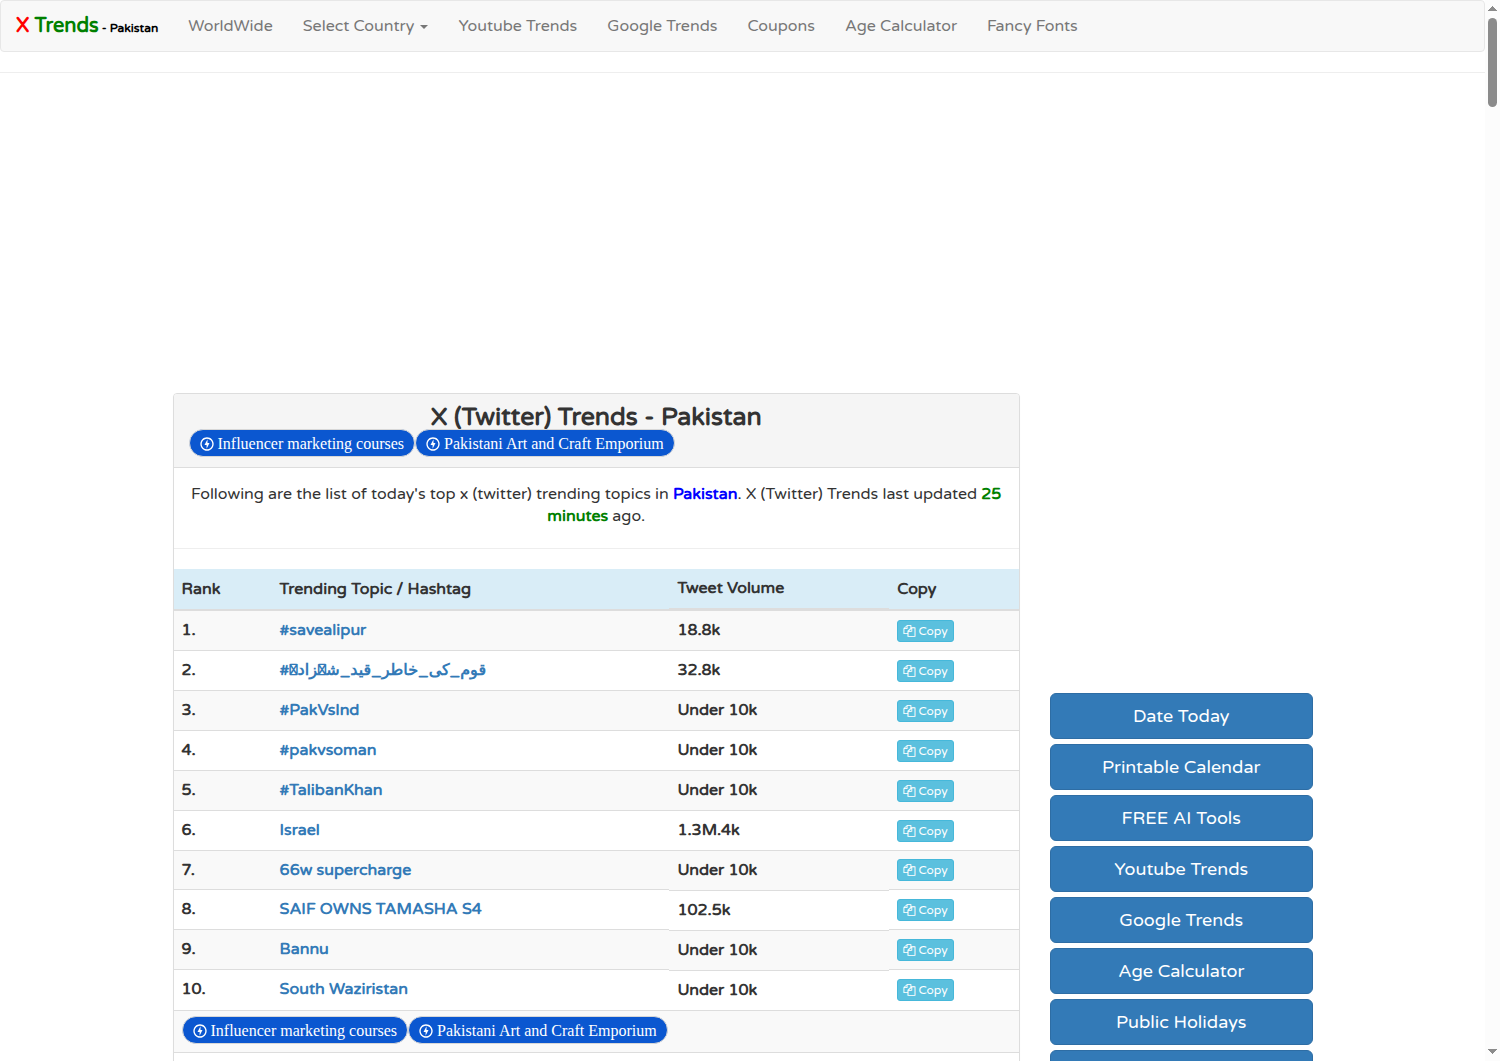 X Trends - Pakistan WorldWide Select Country Youtube Trends Google Trends Coupons Age Calculator Fancy Fonts
X (Twitter) Trends - Pakistan
Influencer marketing courses Pakistani Art and Craft Emporium
Following are the list of today's top x (twitter) trending topics in Pakistan. X (Twitter) Trends last updated 25
minutes ago.
Rank Trending Topic / Hashtag Tweet Volume Copy
1. #savealipur 18.8k Copy
2. #قوم_کی_خاطر_قید_شہزادہ 32.8k Copy
3. #PakVsInd Under 10k Copy
4. #pakvsoman Under 10k Copy
5. #TalibanKhan Under 10k Copy
6. Israel 1.3M.4k Copy
7. 66w supercharge Under 10k Copy
8. SAIF OWNS TAMASHA S4 102.5k Copy
9. Bannu Under 10k Copy
10. South Waziristan Under 10k Copy
Influencer marketing courses Pakistani Art and Craft Emporium
Date Today
Printable Calendar
FREE AI Tools
Youtube Trends
Google Trends
Age Calculator
Public Holidays